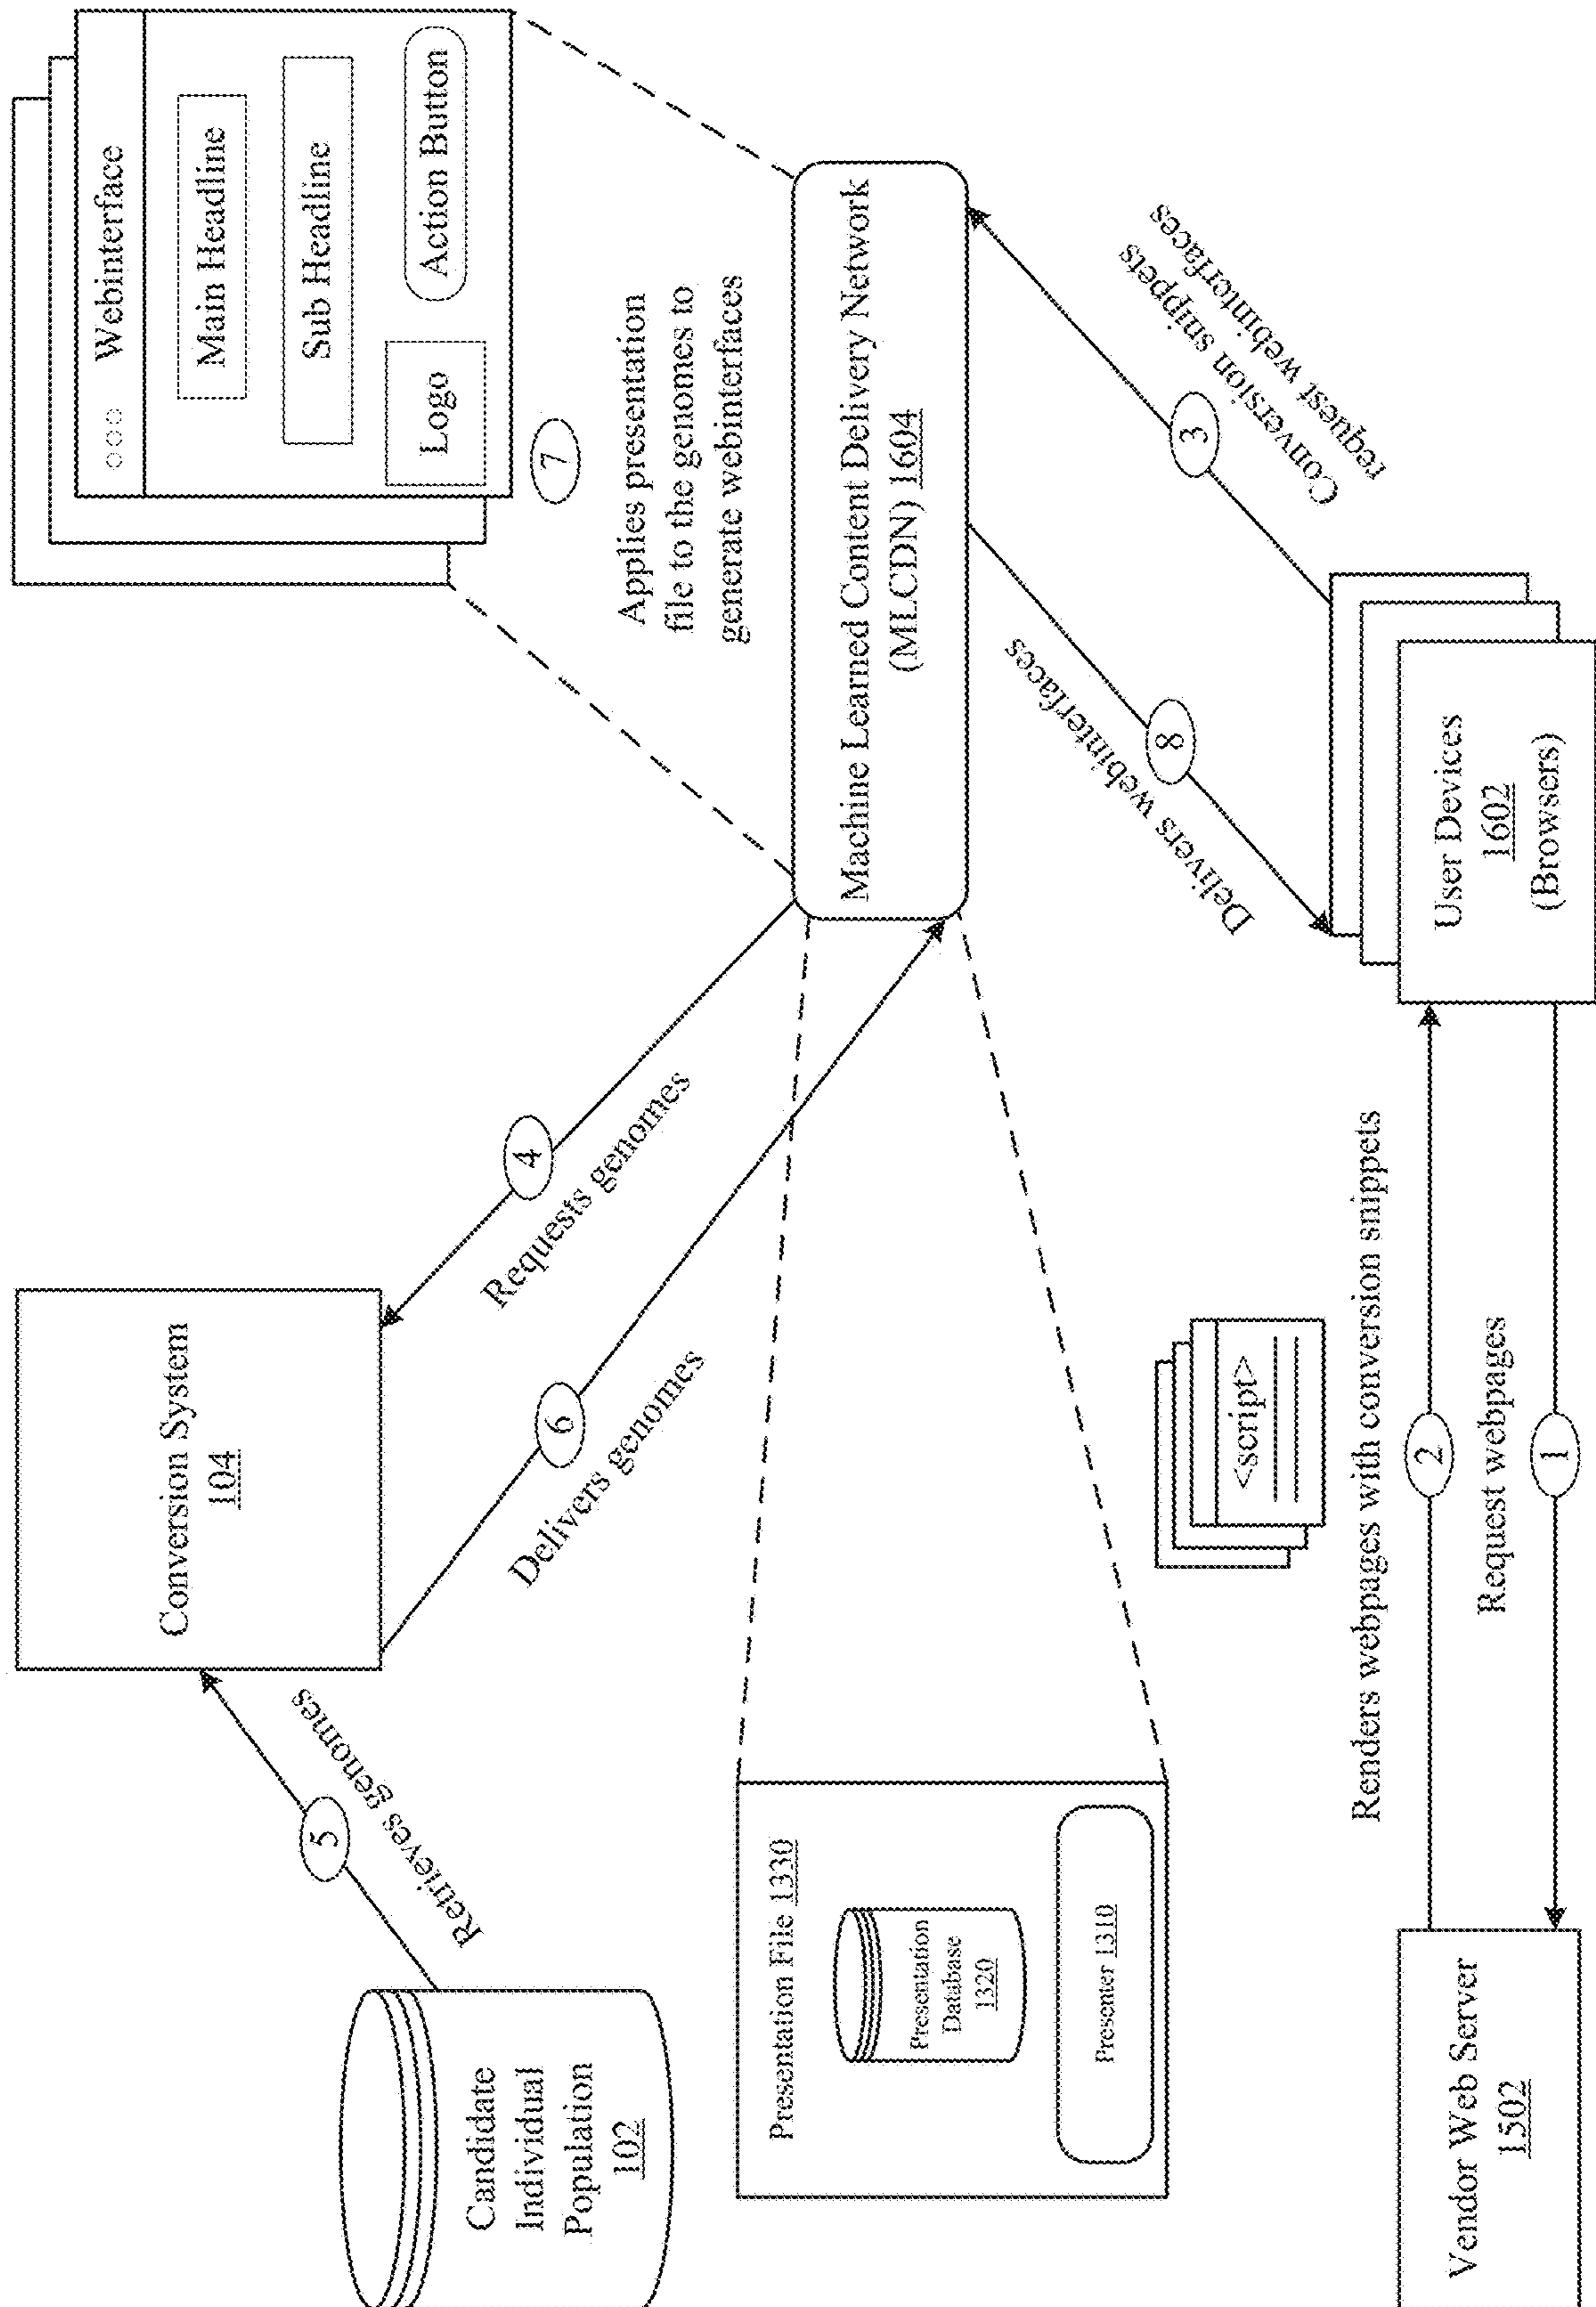 Candidate
Individual
Population
102
5
Retrieves genomes
Conversion System
104
4
Requests genomes
6
Delivers genomes
○○○ Webinterface
Main Headline
Sub Headline
Logo
Action Button
7
Applies presentation
file to the genomes to
generate webinterfaces
Presentation File 1330
Presentation
Database
1320
Presenter 1310
Machine Learned Content Delivery Network
(MLCDN) 1604
3
Conversion snippets
request webinterfaces
8
Delivers webinterfaces
<script>
Renders webpages with conversion snippets
2
Request webpages
1
Vendor Web Server
1502
User Devices
1602
(Browsers)